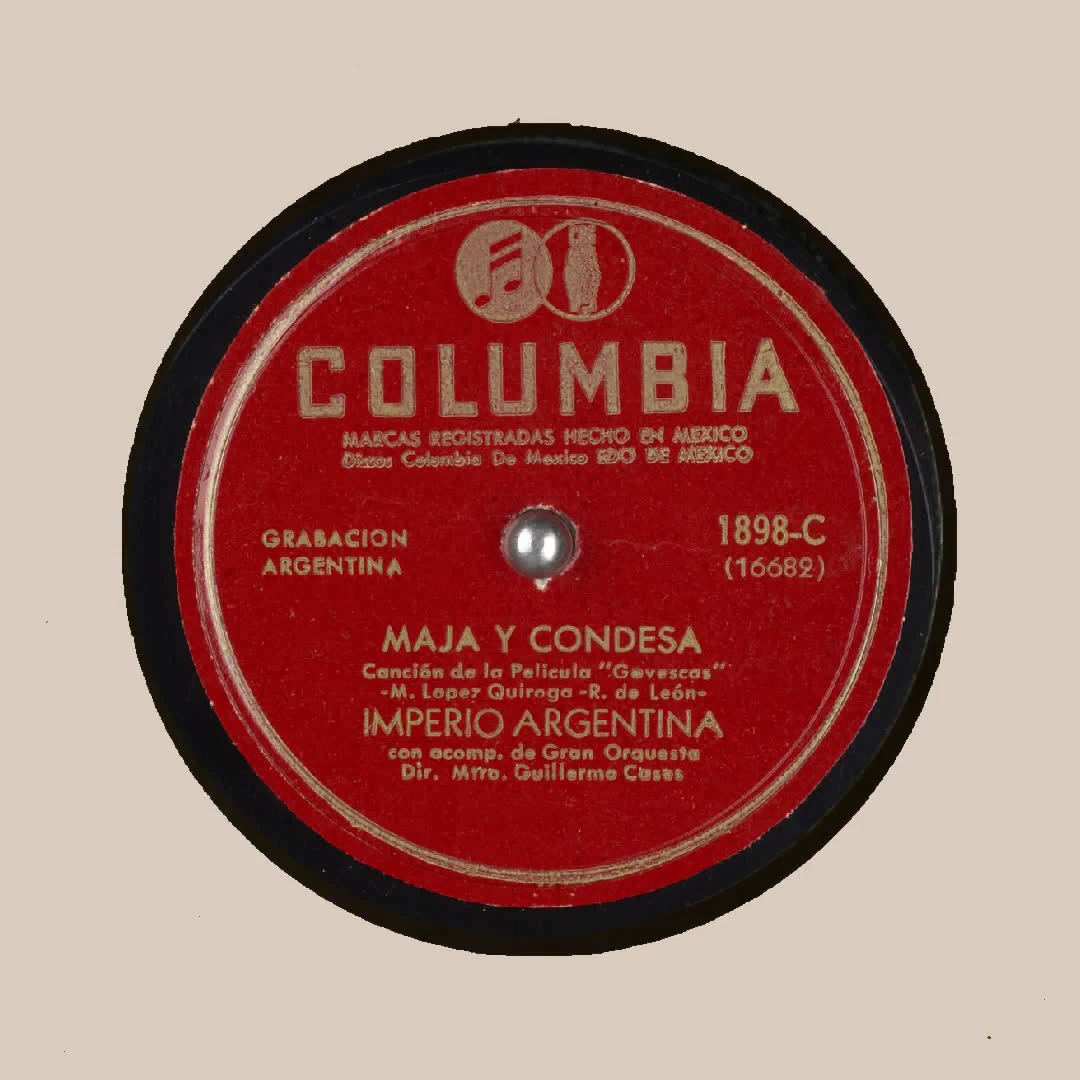 COLUMBIA
MARCAS REGISTRADAS HECHO EN MEXICO
Discos Columbia De Mexico EDO DE MEXICO
GRABACION
ARGENTINA
1898-C
(16682)
MAJA Y CONDESA
Canción de la Pelicula "Goyescas"
-M. Lopez Quiroga -R. de León-
IMPERIO ARGENTINA
con acomp. de Gran Orquesta
Dir. Mtro. Guillermo Cases